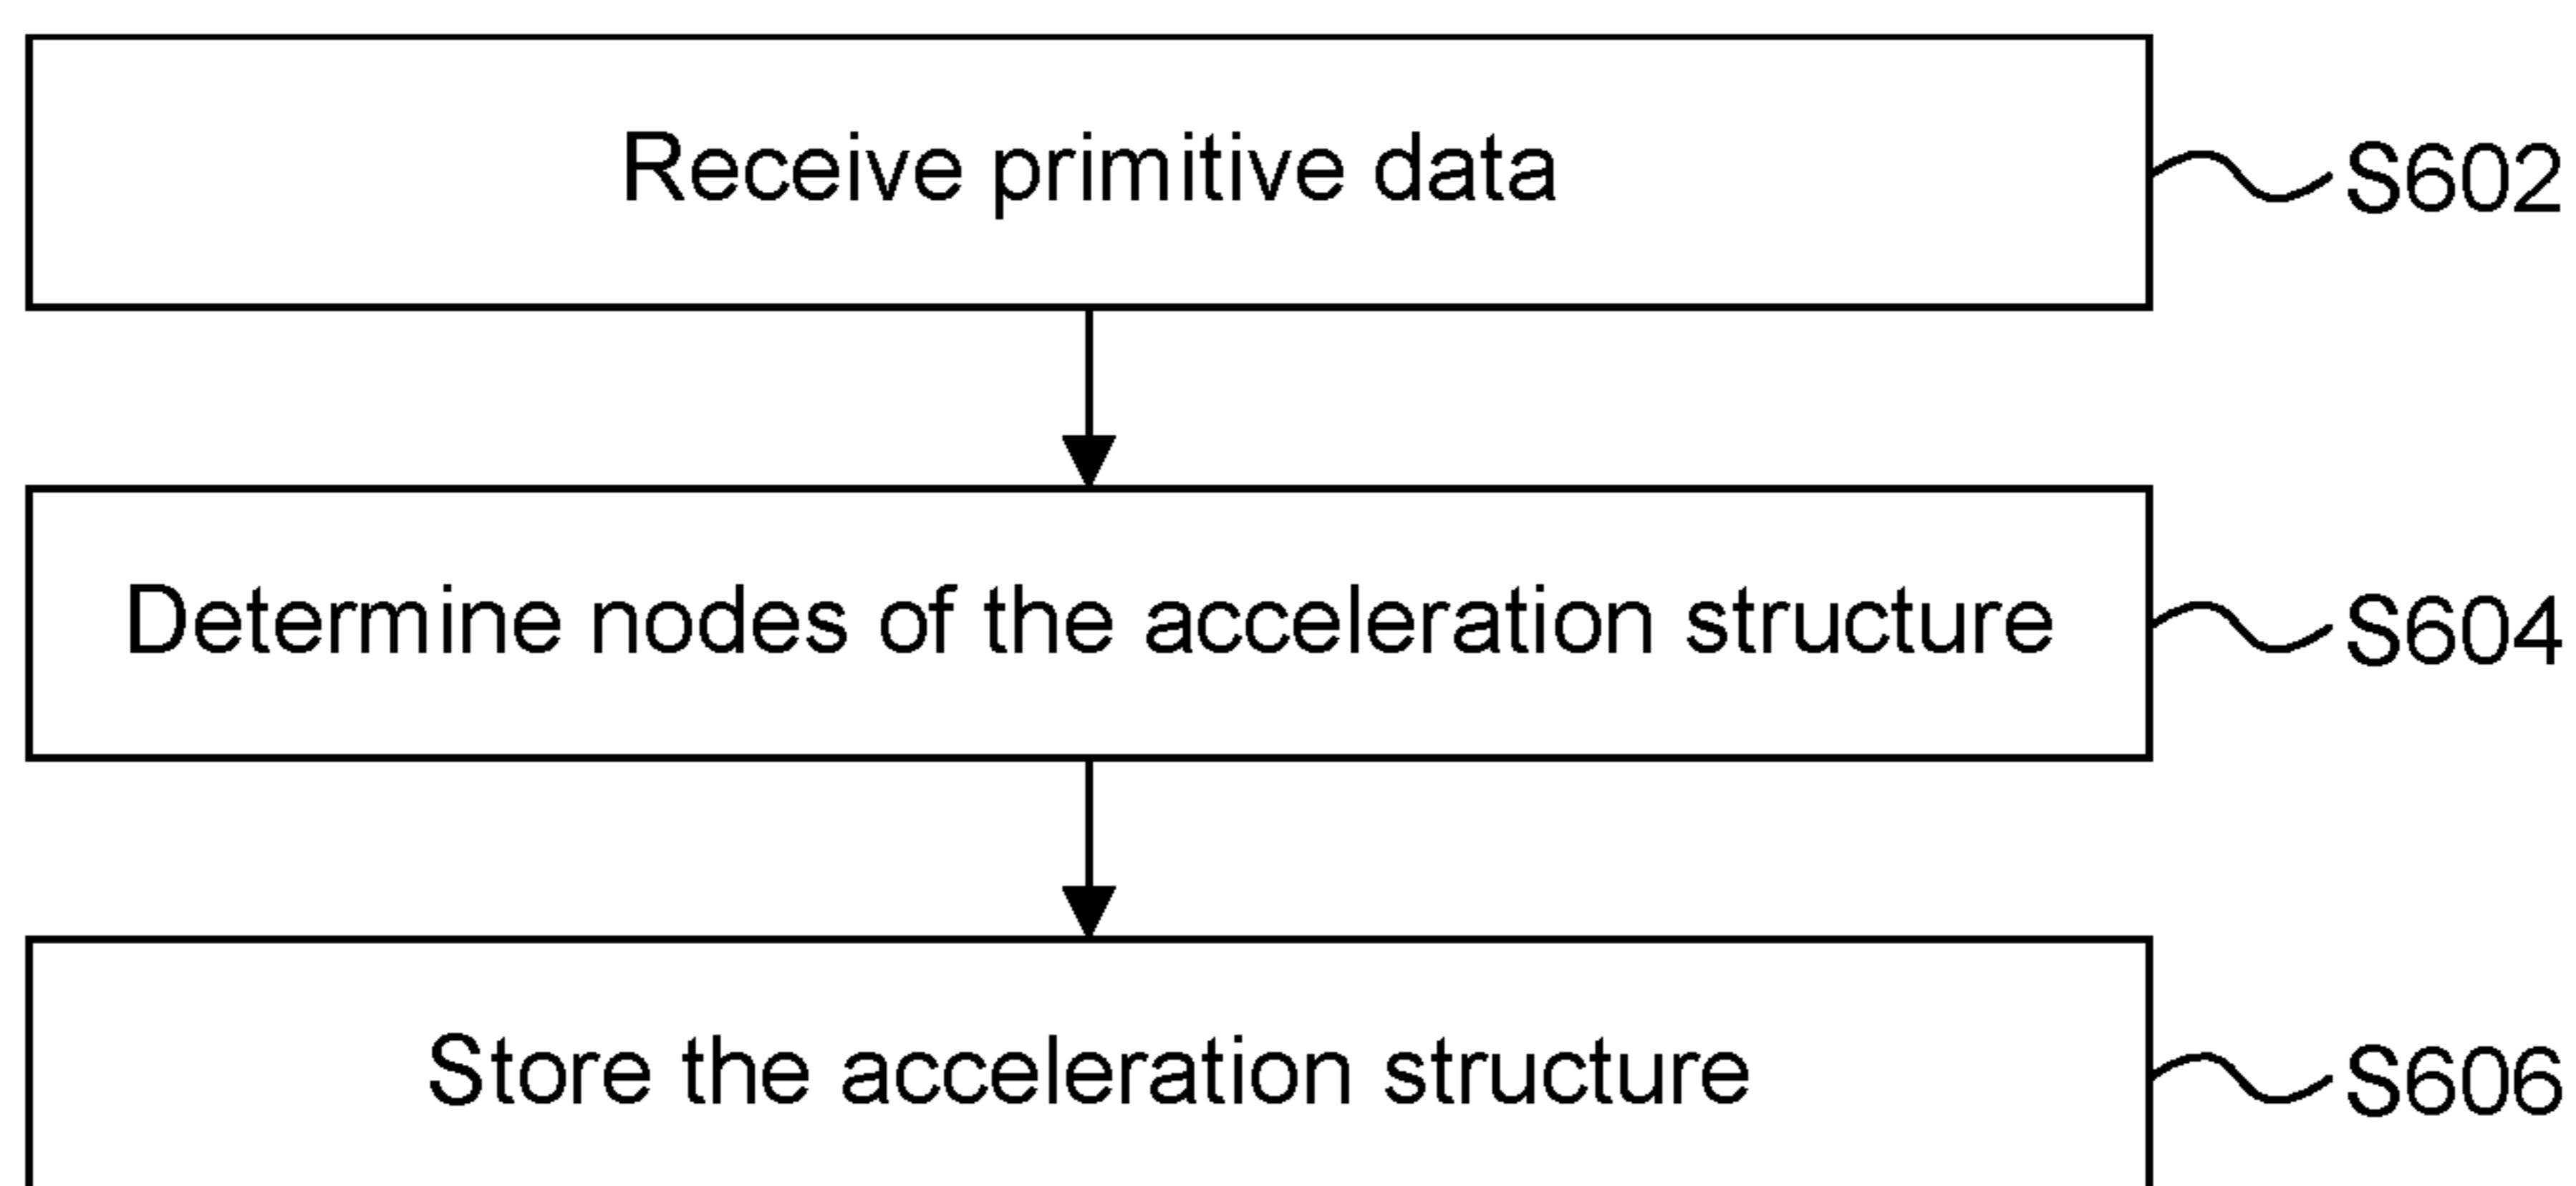 Receive primitive data
S602
Determine nodes of the acceleration structure
S604
Store the acceleration structure
S606